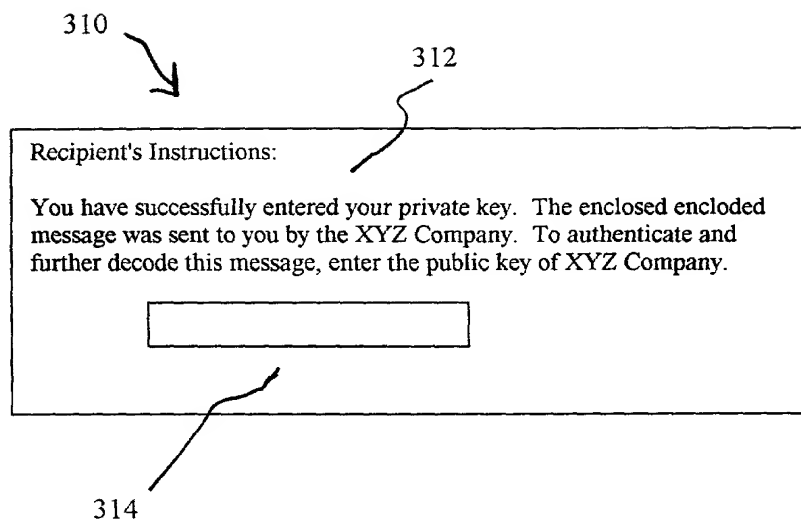 310
312
Recipient's Instructions:
You have successfully entered your private key. The enclosed encloded
message was sent to you by the XYZ Company. To authenticate and
further decode this message, enter the public key of XYZ Company.
314